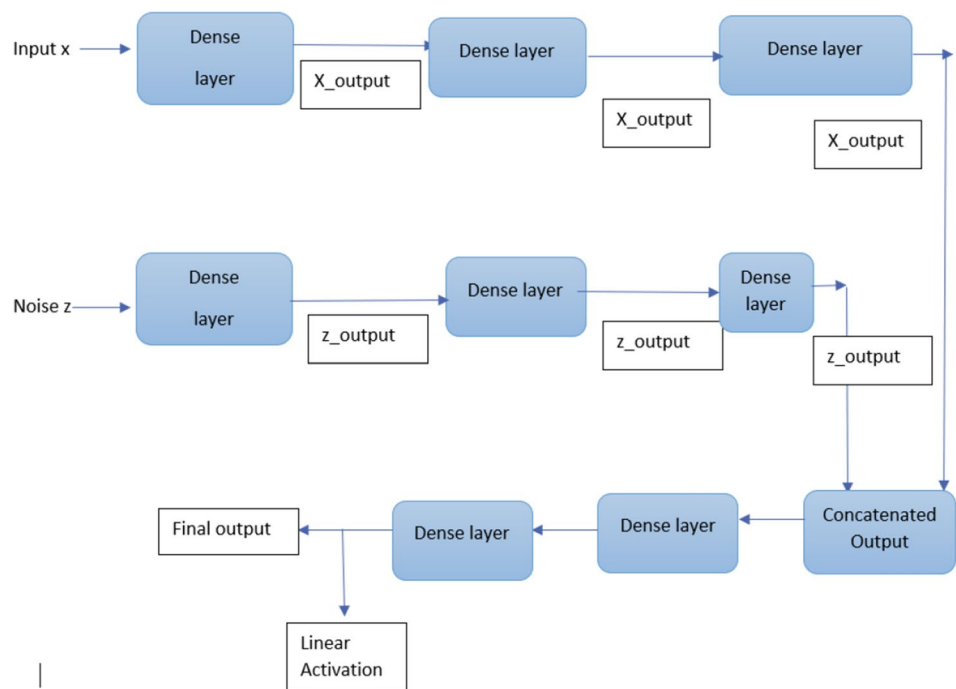 Input x
Dense
layer
X_output
Dense layer
X_output
Dense layer
X_output
Noise z
Dense
layer
z_output
Dense layer
z_output
Dense
layer
z_output
Concatenated
Output
Dense layer
Dense layer
Final output
Linear
Activation